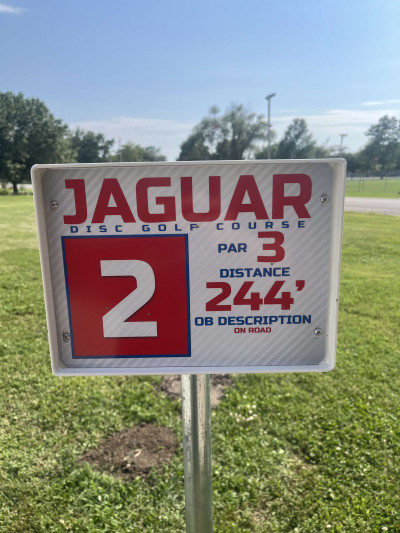 JAGUAR
DISC GOLF COURSE
2
PAR 3
DISTANCE
244'
OB DESCRIPTION
ON ROAD